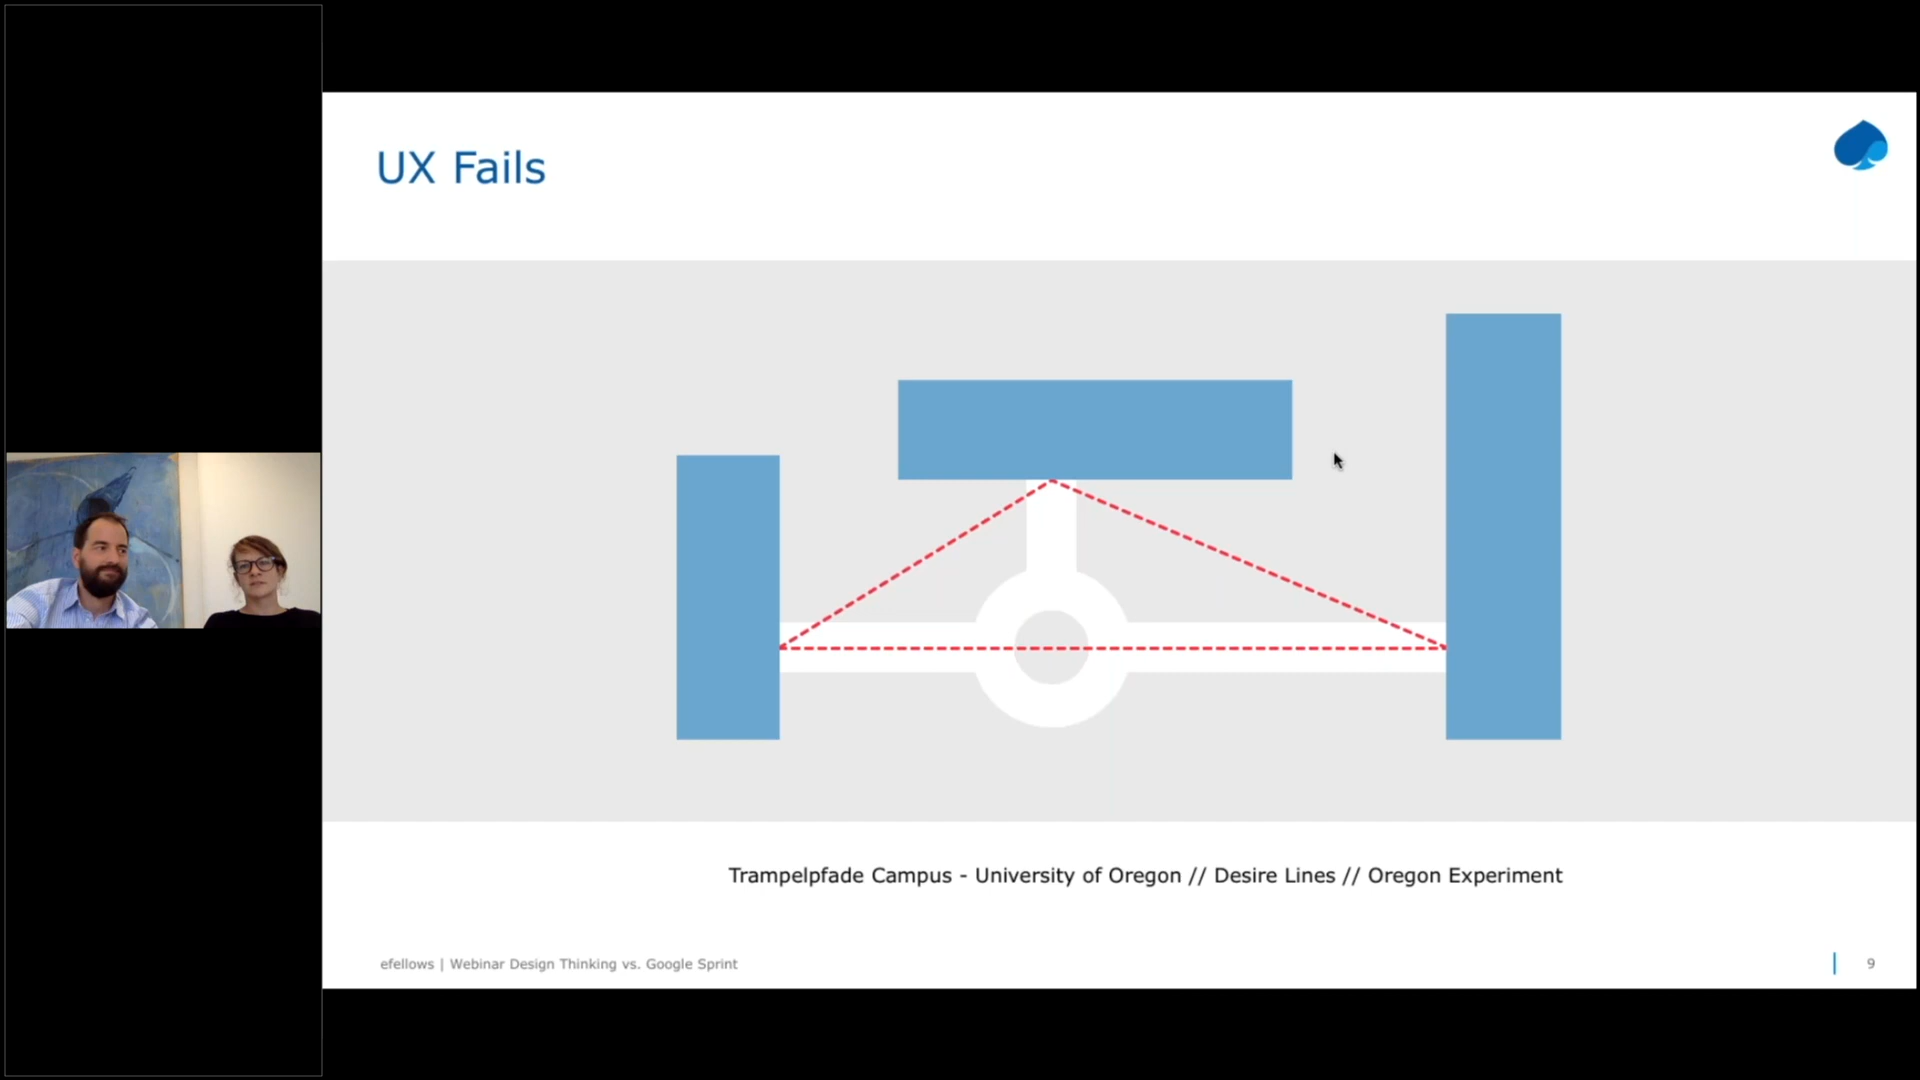 UX Fails
Trampelpfade Campus - University of Oregon // Desire Lines // Oregon Experiment
efellows | Webinar Design Thinking vs. Google Sprint
9